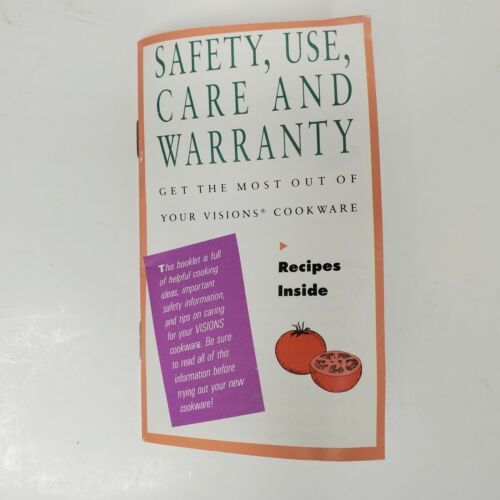 SAFETY, USE,
CARE AND
WARRANTY
GET THE MOST OUT OF
YOUR VISIONS® COOKWARE
This booklet is full
of helpful cooking
ideas, important
safety information,
and tips on caring
for your VISIONS
cookware. Be sure
to read all of this
information before
trying out your new
cookware!
Recipes
Inside